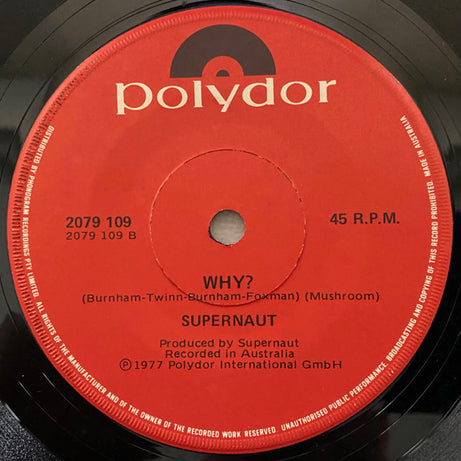 polydor
2079 109
2079 109 B
45 R.P.M.
WHY?
(Burnham-Twinn-Burnham-Foxman) (Mushroom)
SUPERNAUT
Produced by Supernaut
Recorded in Australia
Ⓟ1977 Polydor International GmbH
DISTRIBUTED BY PHONOGRAM RECORDINGS PTY. LIMITED. ALL RIGHTS OF THE MANUFACTURER AND OF THE OWNER OF THE RECORDED WORK RESERVED. UNAUTHORISED PUBLIC PERFORMANCE, BROADCASTING AND COPYING OF THIS RECORD PROHIBITED. MADE IN AUSTRALIA